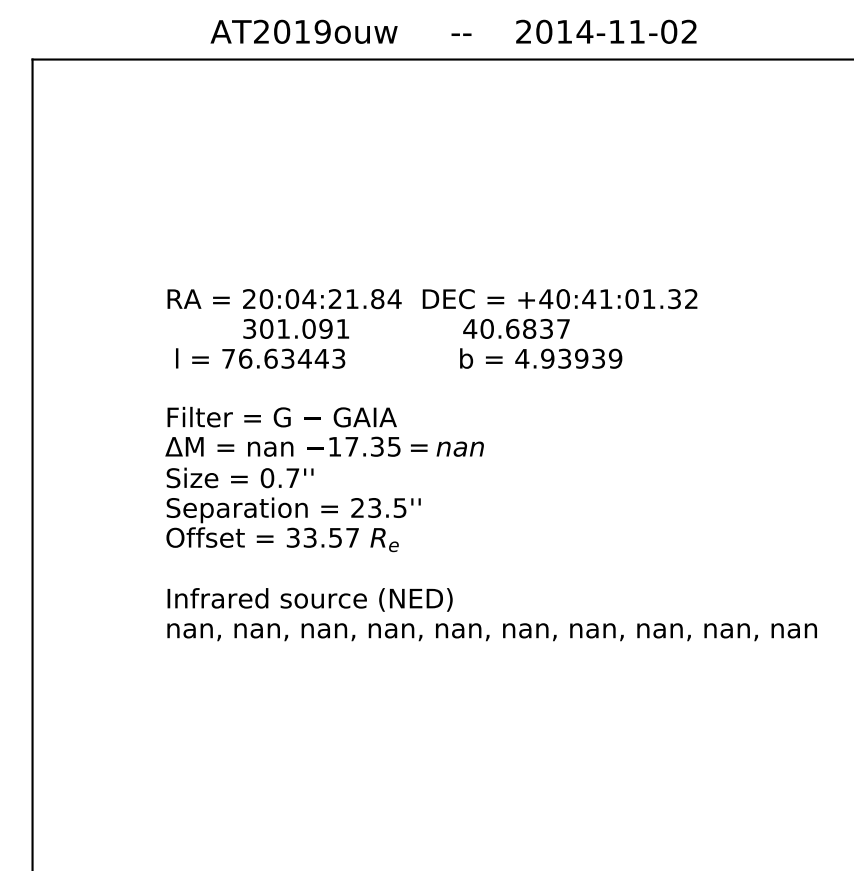 AT2019ouw -- 2014-11-02
RA = 20:04:21.84 DEC = +40:41:01.32
301.091 40.6837
l = 76.63443 b = 4.93939
Filter = G − GAIA
ΔM = nan −17.35 = nan
Size = 0.7''
Separation = 23.5''
Offset = 33.57 Re
Infrared source (NED)
nan, nan, nan, nan, nan, nan, nan, nan, nan, nan